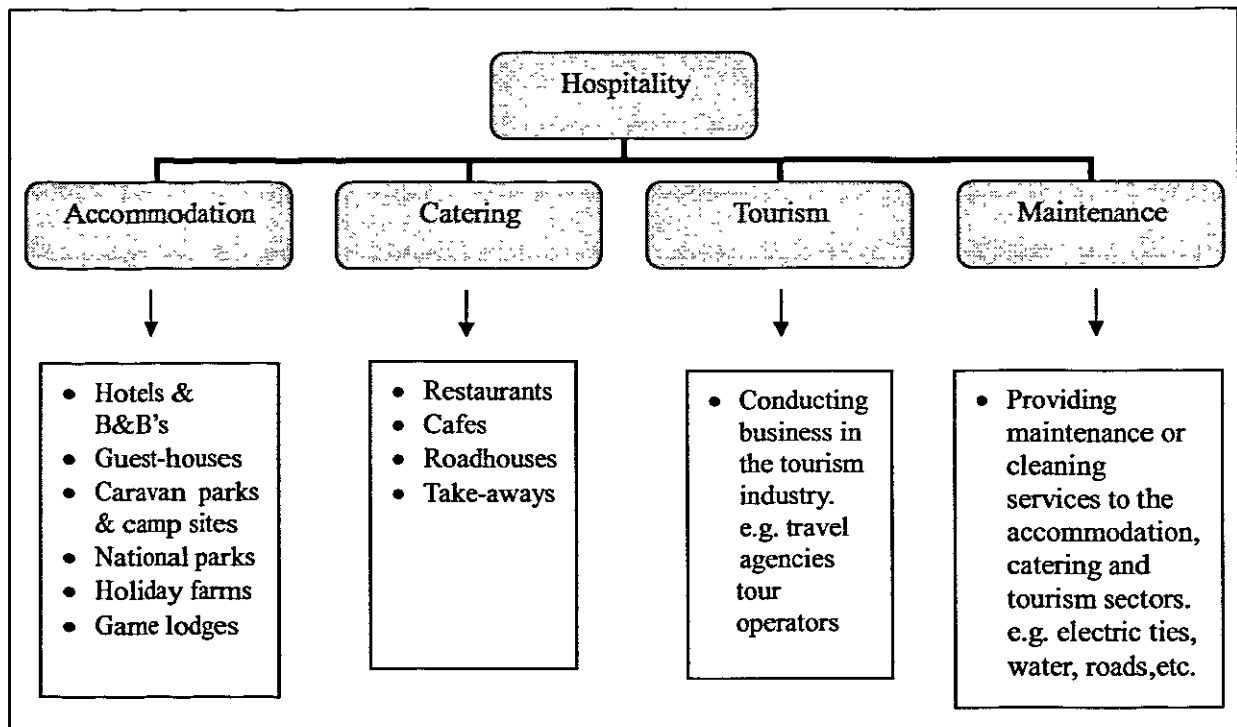 Hospitality
Accommodation
Catering
Tourism
Maintenance
• Hotels &
B&B's
• Guest-houses
• Caravan parks
& camp sites
• National parks
• Holiday farms
• Game lodges
• Restaurants
• Cafes
• Roadhouses
• Take-aways
• Conducting
business in
the tourism
industry.
e.g. travel
agencies
tour
operators
• Providing
maintenance or
cleaning
services to the
accommodation,
catering and
tourism sectors.
e.g. electric ties,
water, roads,etc.